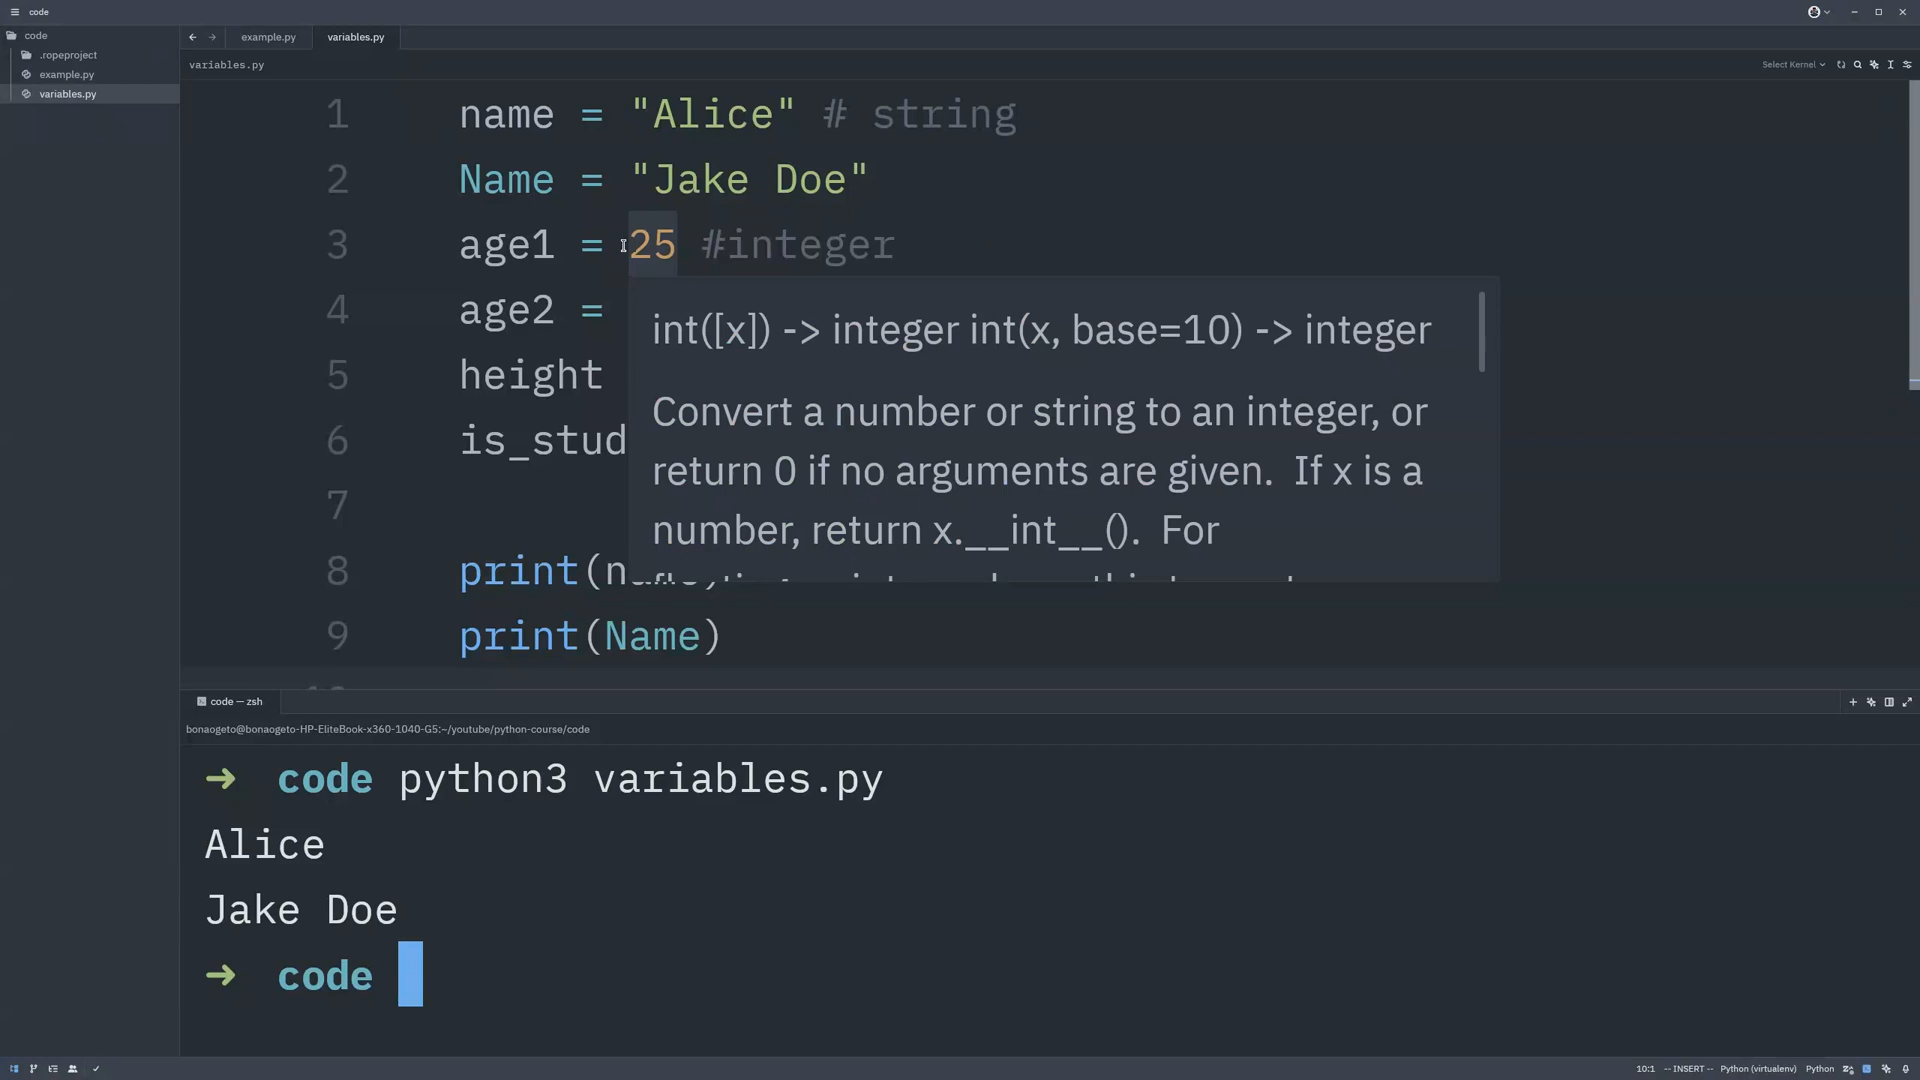 code
code
.ropeproject
example.py
variables.py
example.py
variables.py
variables.py
Select Kernel
1 name = "Alice" # string
2 Name = "Jake Doe"
3 age1 = 25 #integer
4 age2 =
5 height
6 is_stud
7
8 print(
9 print(Name)
int([x]) -> integer int(x, base=10) -> integer
Convert a number or string to an integer, or
return 0 if no arguments are given.  If x is a
number, return x.__int__().  For
code — zsh
bonaogeto@bonaogeto-HP-EliteBook-x360-1040-G5:~/youtube/python-course/code
➜ code python3 variables.py
Alice
Jake Doe
➜ code
10:1 -- INSERT -- Python (virtualenv) Python